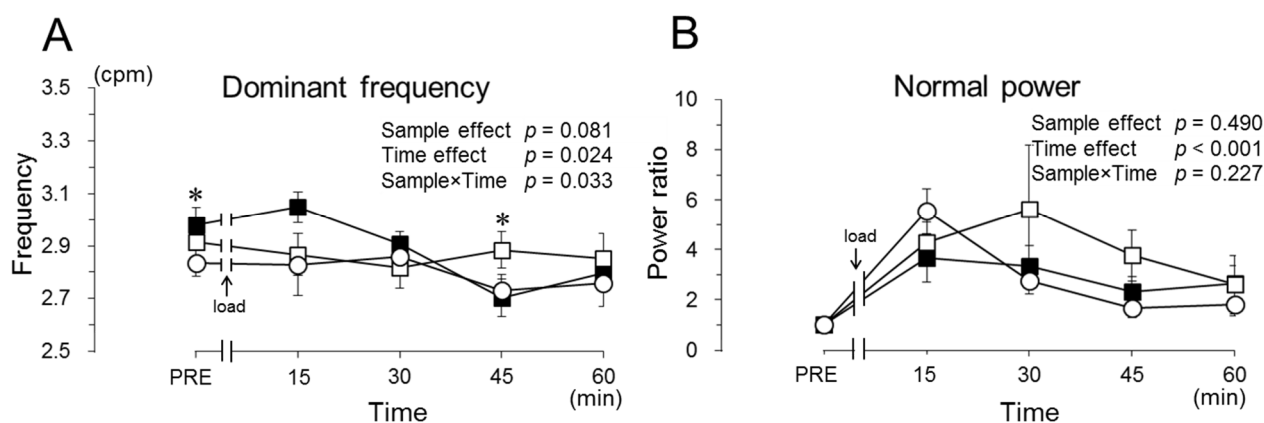 A
(cpm)
Dominant frequency
Sample effect p = 0.081
Time effect p = 0.024
Sample×Time p = 0.033
Frequency
3.5
3.3
3.1
2.9
2.7
2.5
*
*
load
PRE
15
30
45
60
(min)
Time
B
Normal power
Sample effect p = 0.490
Time effect p < 0.001
Sample×Time p = 0.227
Power ratio
10
8
6
4
2
0
load
PRE
15
30
45
60
(min)
Time